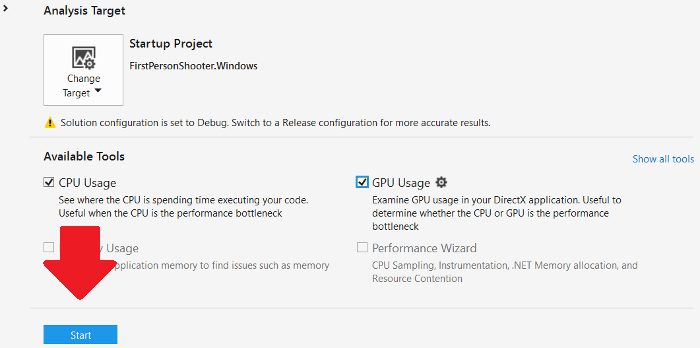 Analysis Target
Startup Project
FirstPersonShooter.Windows
Change
Target
Solution configuration is set to Debug. Switch to a Release configuration for more accurate results.
Available Tools
Show all tools
CPU Usage
See where the CPU is spending time executing your code.
Useful when the CPU is the performance bottleneck
GPU Usage
Examine GPU usage in your DirectX application. Useful to
determine whether the CPU or GPU is the performance
bottleneck
Usage
application memory to find issues such as memory
Performance Wizard
CPU Sampling, Instrumentation, .NET Memory allocation, and
Resource Contention
Start